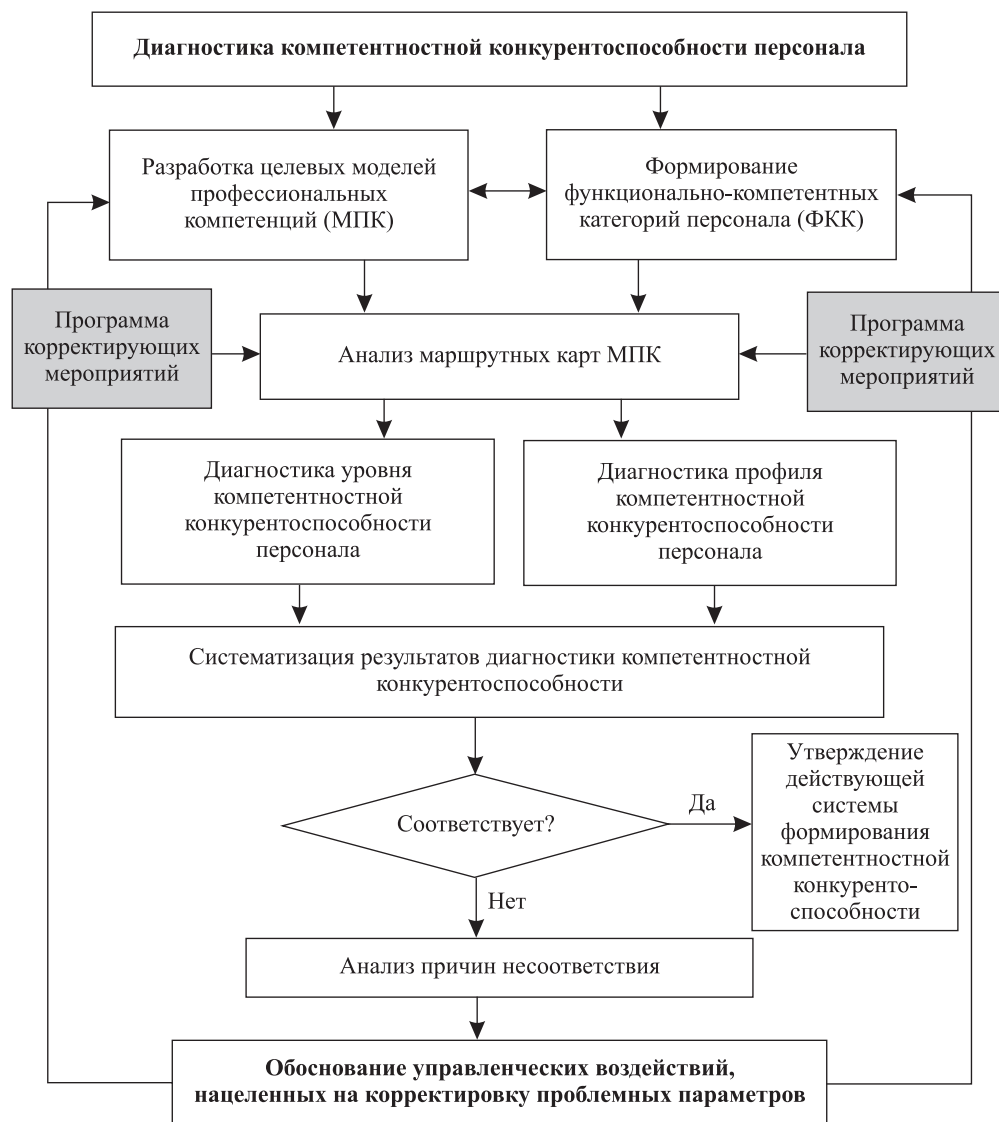 Диагностика компетентностной конкурентоспособности персонала
Разработка целевых моделей
профессиональных
компетенций (МПК)
Формирование
функционально-компетентных
категорий персонала (ФКК)
Программа
корректирующих
мероприятий
Анализ маршрутных карт МПК
Программа
корректирующих
мероприятий
Диагностика уровня
компетентностной
конкурентоспособности
персонала
Диагностика профиля
компетентностной
конкурентоспособности
персонала
Систематизация результатов диагностики компетентностной
конкурентоспособности
Соответствует?
Да
Утверждение
действующей
системы
формирования
компетентностной
конкуренто-
способности
Нет
Анализ причин несоответствия
Обоснование управленческих воздействий,
нацеленных на корректировку проблемных параметров